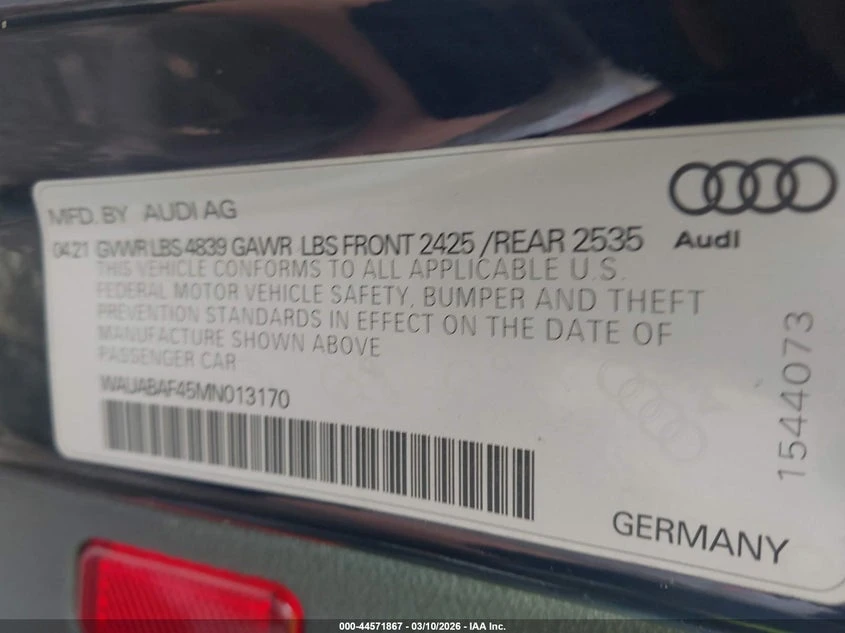 MFD. BY AUDI AG
Audi
04.21 GVWR LBS 4839 GAWR LBS FRONT 2425 /REAR 2535
THIS VEHICLE CONFORMS TO ALL APPLICABLE U.S.
FEDERAL MOTOR VEHICLE SAFETY, BUMPER AND THEFT
PREVENTION STANDARDS IN EFFECT ON THE DATE OF
MANUFACTURE SHOWN ABOVE
PASSENGER CAR
WAUABAF45MN013170
1544073
GERMANY
000-44571867 - 03/10/2026 - IAA Inc.